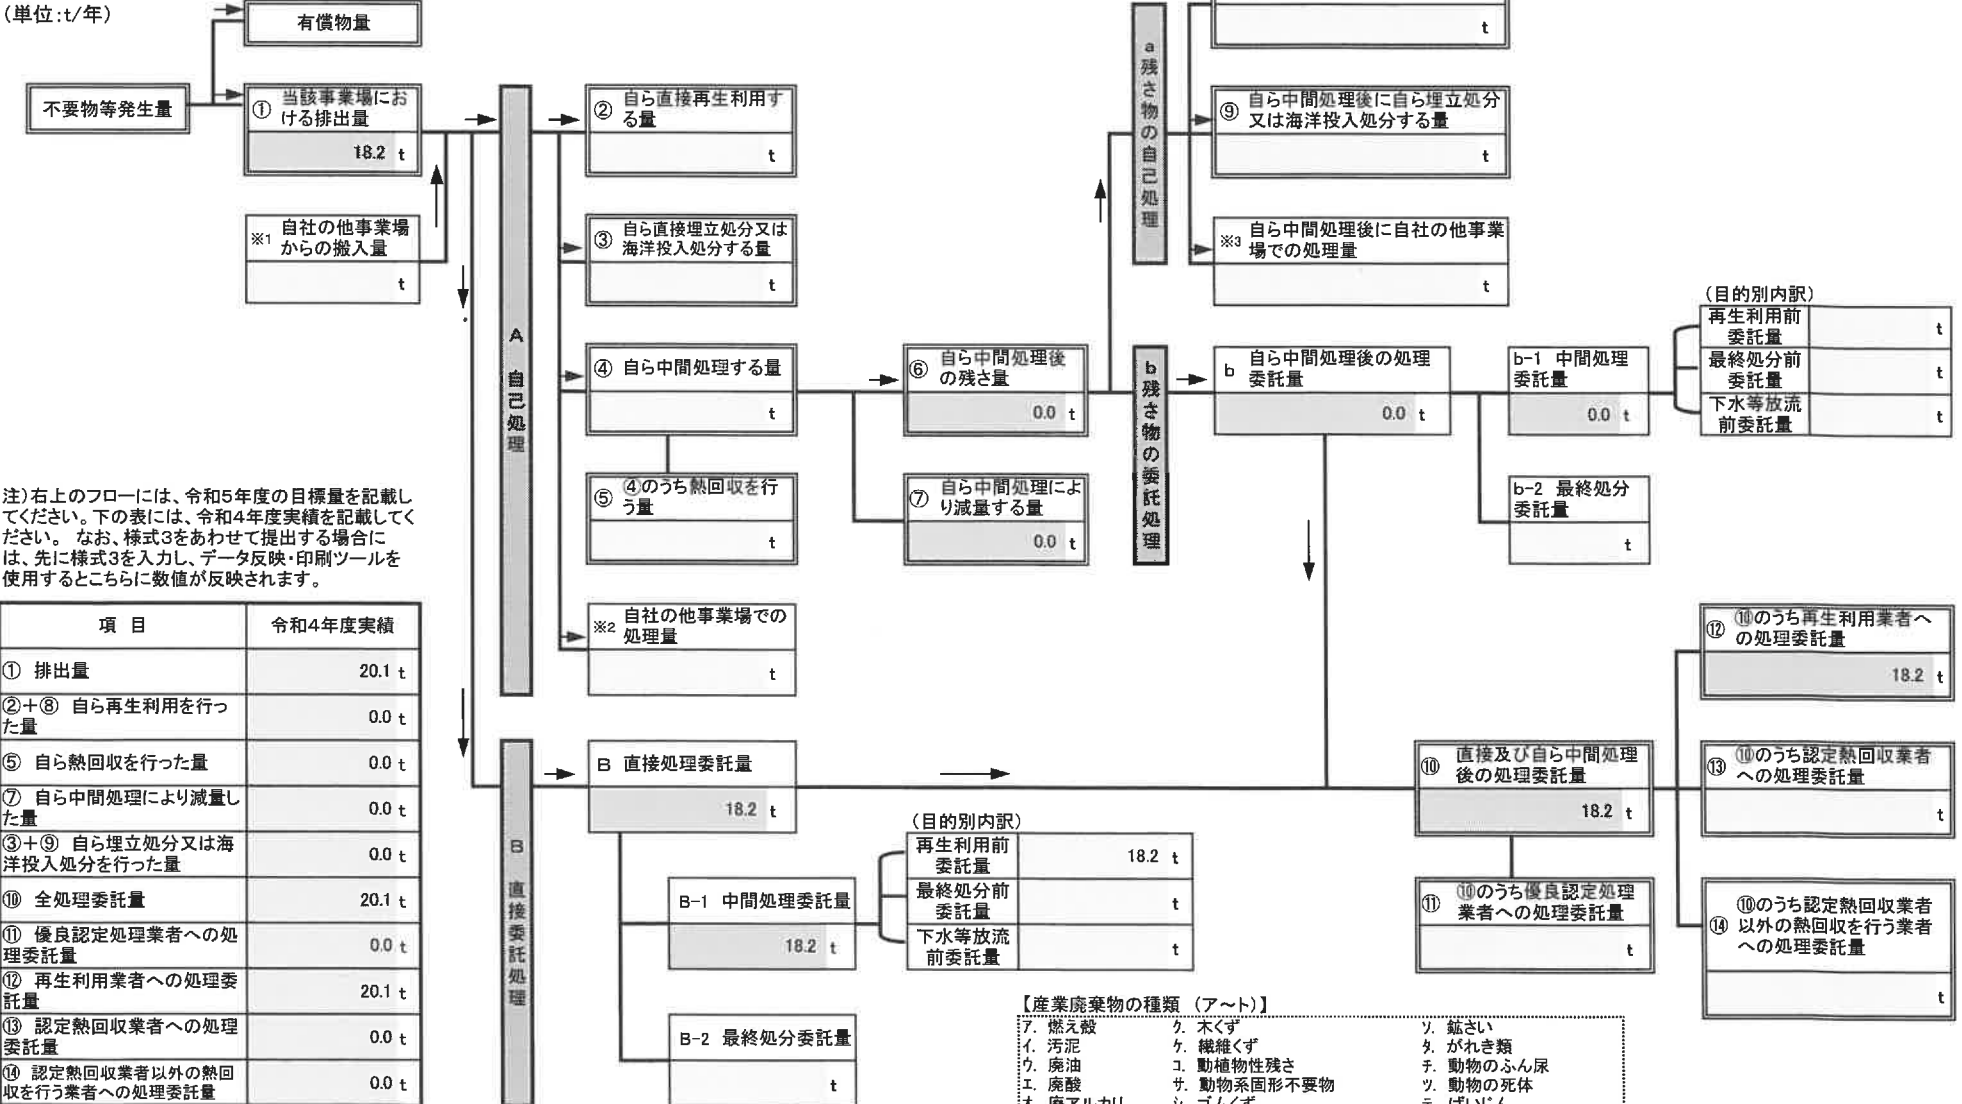 (単位:t/年)
有償物量
t
不要物等発生量
① 当該事業場にお
ける排出量
18.2 t
※1 自社の他事業場
からの搬入量
t
A 自己処理
② 自ら直接再生利用す
る量
t
③ 自ら直接埋立処分又は
海洋投入処分する量
t
④ 自ら中間処理する量
t
⑤ ④のうち熱回収を行
う量
t
※2 自社の他事業場での
処理量
t
⑥ 自ら中間処理後
の残さ量
0.0 t
⑦ 自ら中間処理によ
り減量する量
0.0 t
a 残さ物の自己処理
⑨ 自ら中間処理後に自ら埋立処分
又は海洋投入処分する量
t
※3 自ら中間処理後に自社の他事業
場での処理量
t
b 残さ物の委託処理
b 自ら中間処理後の処理
委託量
0.0 t
b-1 中間処理
委託量
0.0 t
(目的別内訳)
再生利用前
委託量
t
最終処分前
委託量
t
下水等放流
前委託量
t
b-2 最終処分
委託量
t
注)右上のフローには、令和5年度の目標量を記載し
てください。下の表には、令和4年度実績を記載してく
ださい。 なお、様式3をあわせて提出する場合に
は、先に様式3を入力し、データ反映・印刷ツールを
使用するとこちらに数値が反映されます。
項 目 令和4年度実績
① 排出量 20.1 t
②+⑧ 自ら再生利用を行っ
た量 0.0 t
⑤ 自ら熱回収を行った量 0.0 t
⑦ 自ら中間処理により減量し
た量 0.0 t
③+⑨ 自ら埋立処分又は海
洋投入処分を行った量 0.0 t
⑩ 全処理委託量 20.1 t
⑪ 優良認定処理業者への処
理委託量 0.0 t
⑫ 再生利用業者への処理委
託量 20.1 t
⑬ 認定熱回収業者への処理
委託量 0.0 t
⑭ 認定熱回収業者以外の熱回
収を行う業者への処理委託量 0.0 t
B 直接委託処理
B 直接処理委託量
18.2 t
B-1 中間処理委託量
18.2 t
(目的別内訳)
再生利用前
委託量
18.2 t
最終処分前
委託量
t
下水等放流
前委託量
t
B-2 最終処分委託量
t
⑩ 直接及び自ら中間処理
後の処理委託量
18.2 t
⑪ ⑩のうち優良認定処理
業者への処理委託量
t
⑫ ⑩のうち再生利用業者へ
の処理委託量
18.2 t
⑬ ⑩のうち認定熱回収業者
への処理委託量
t
⑭ ⑩のうち認定熱回収業者
以外の熱回収を行う業者
への処理委託量
t
【産業廃棄物の種類 (ア～ト)】
ア. 燃え殻 ク. 木くず ソ. 鉱さい
イ. 汚泥 ケ. 繊維くず タ. がれき類
ウ. 廃油 コ. 動植物性残さ チ. 動物のふん尿
エ. 廃酸 サ. 動物系固形不要物 ツ. 動物の死体
オ. 廃アルカリ シ. ゴムくず テ. ばいじん